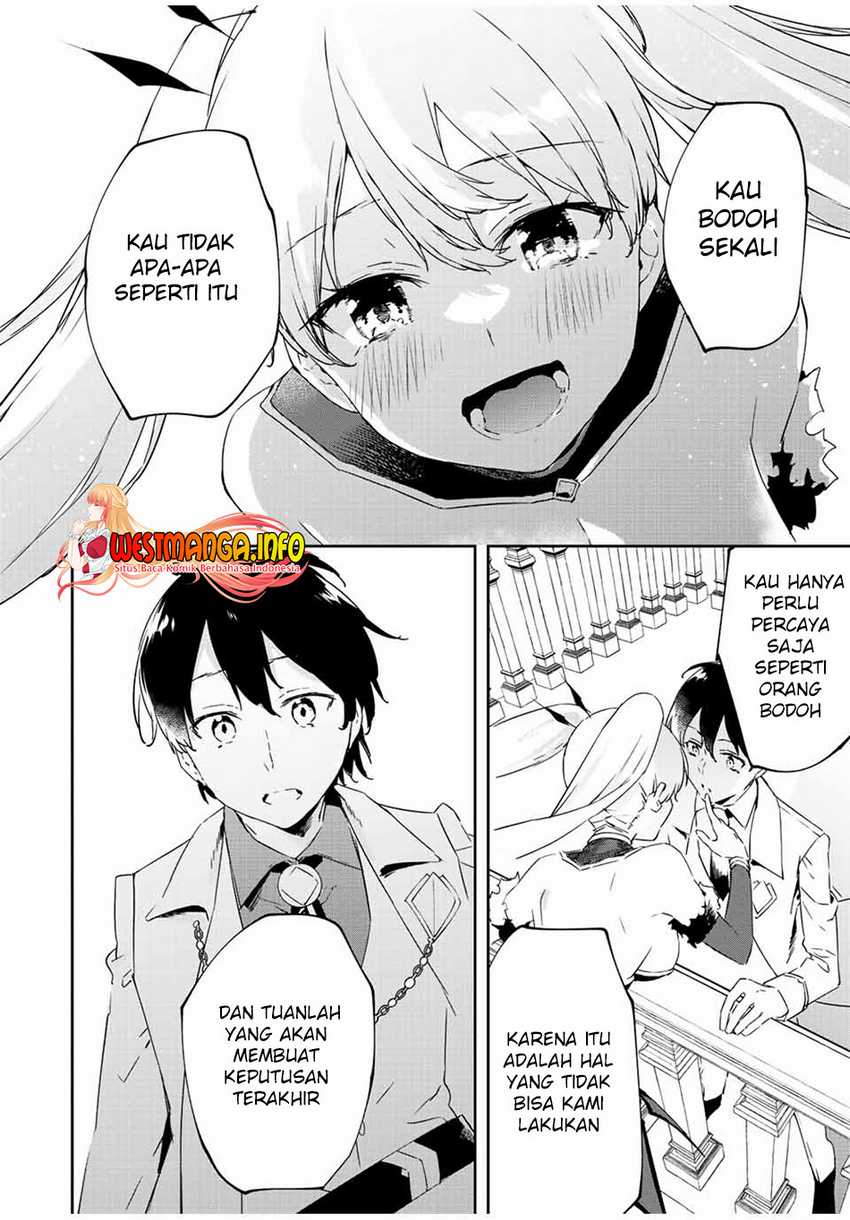 KAU
BODOH
SEKALI
KAU TIDAK
APA-APA
SEPERTI ITU
WESTMANGA.INFO
SITUS BACA KOMIK BERBAHASA INDONESIA
KAU HANYA
PERLU
PERCAYA
SAJA
SEPERTI
ORANG
BODOH
KARENA ITU
ADALAH HAL
YANG TIDAK
BISA KAMI
LAKUKAN
DAN TUANLAH
YANG AKAN
MEMBUAT
KEPUTUSAN
TERAKHIR